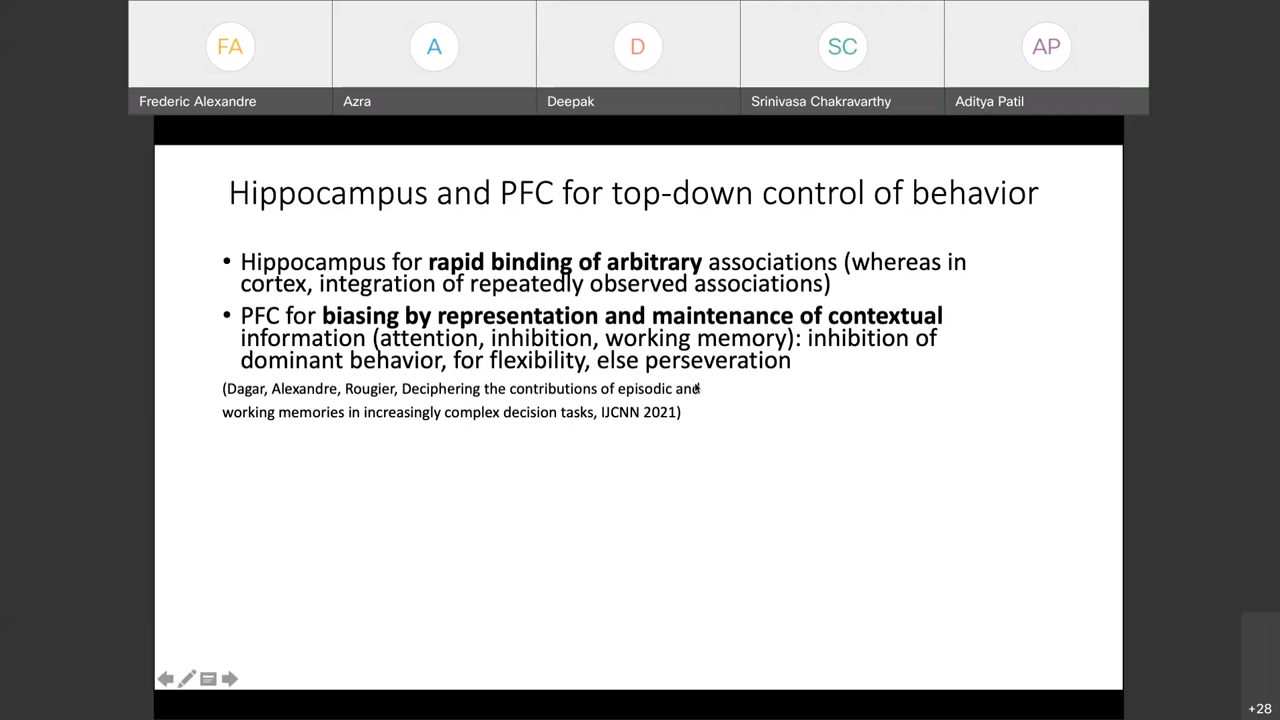 FA
A
D
SC
AP
Frederic Alexandre
Azra
Deepak
Srinivasa Chakravarthy
Aditya Patil
Hippocampus and PFC for top-down control of behavior
• Hippocampus for rapid binding of arbitrary associations (whereas in
cortex, integration of repeatedly observed associations)
• PFC for biasing by representation and maintenance of contextual
information (attention, inhibition, working memory): inhibition of
dominant behavior, for flexibility, else perseveration
(Dagar, Alexandre, Rougier, Deciphering the contributions of episodic and
working memories in increasingly complex decision tasks, IJCNN 2021)
+28